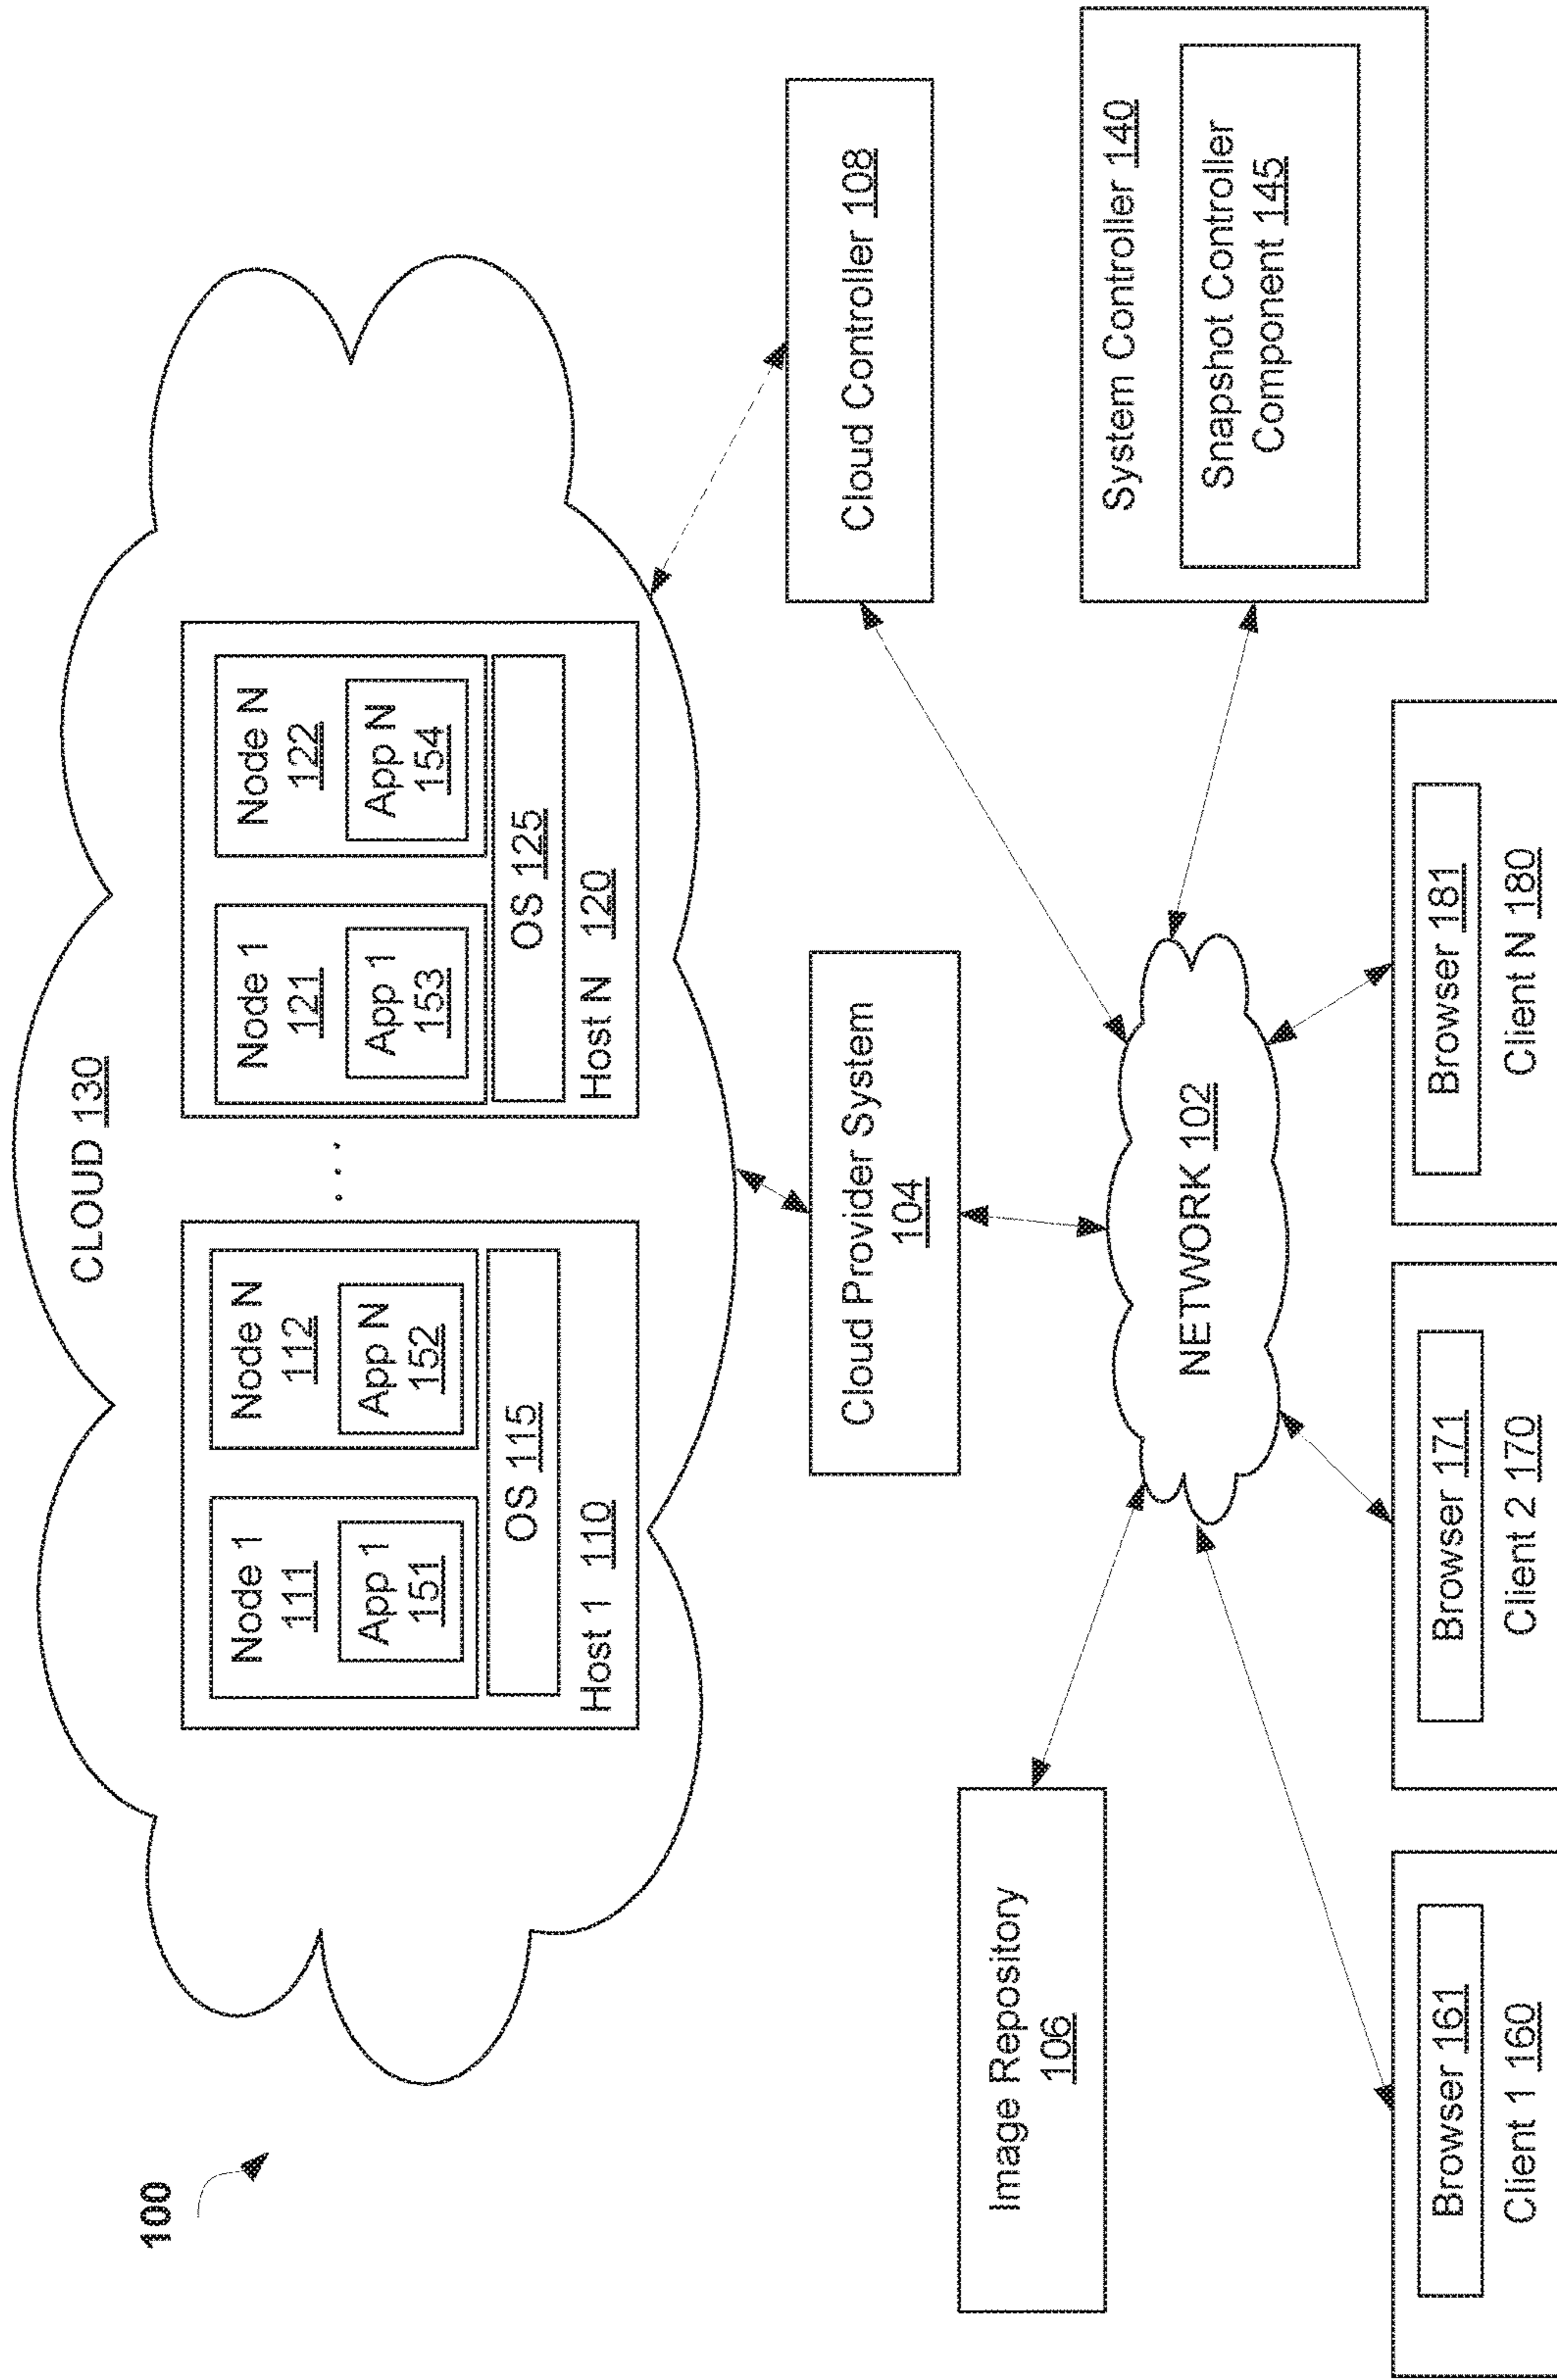 100
CLOUD 130
Node 1
111
App 1
151
Node N
112
App N
152
OS 115
Host 1 110
. . .
Node 1
121
App 1
153
Node N
122
App N
154
OS 125
Host N 120
Cloud Provider System
104
Cloud Controller 108
Image Repository
106
NETWORK 102
System Controller 140
Snapshot Controller
Component 145
Browser 161
Client 1 160
Browser 171
Client 2 170
Browser 181
Client N 180